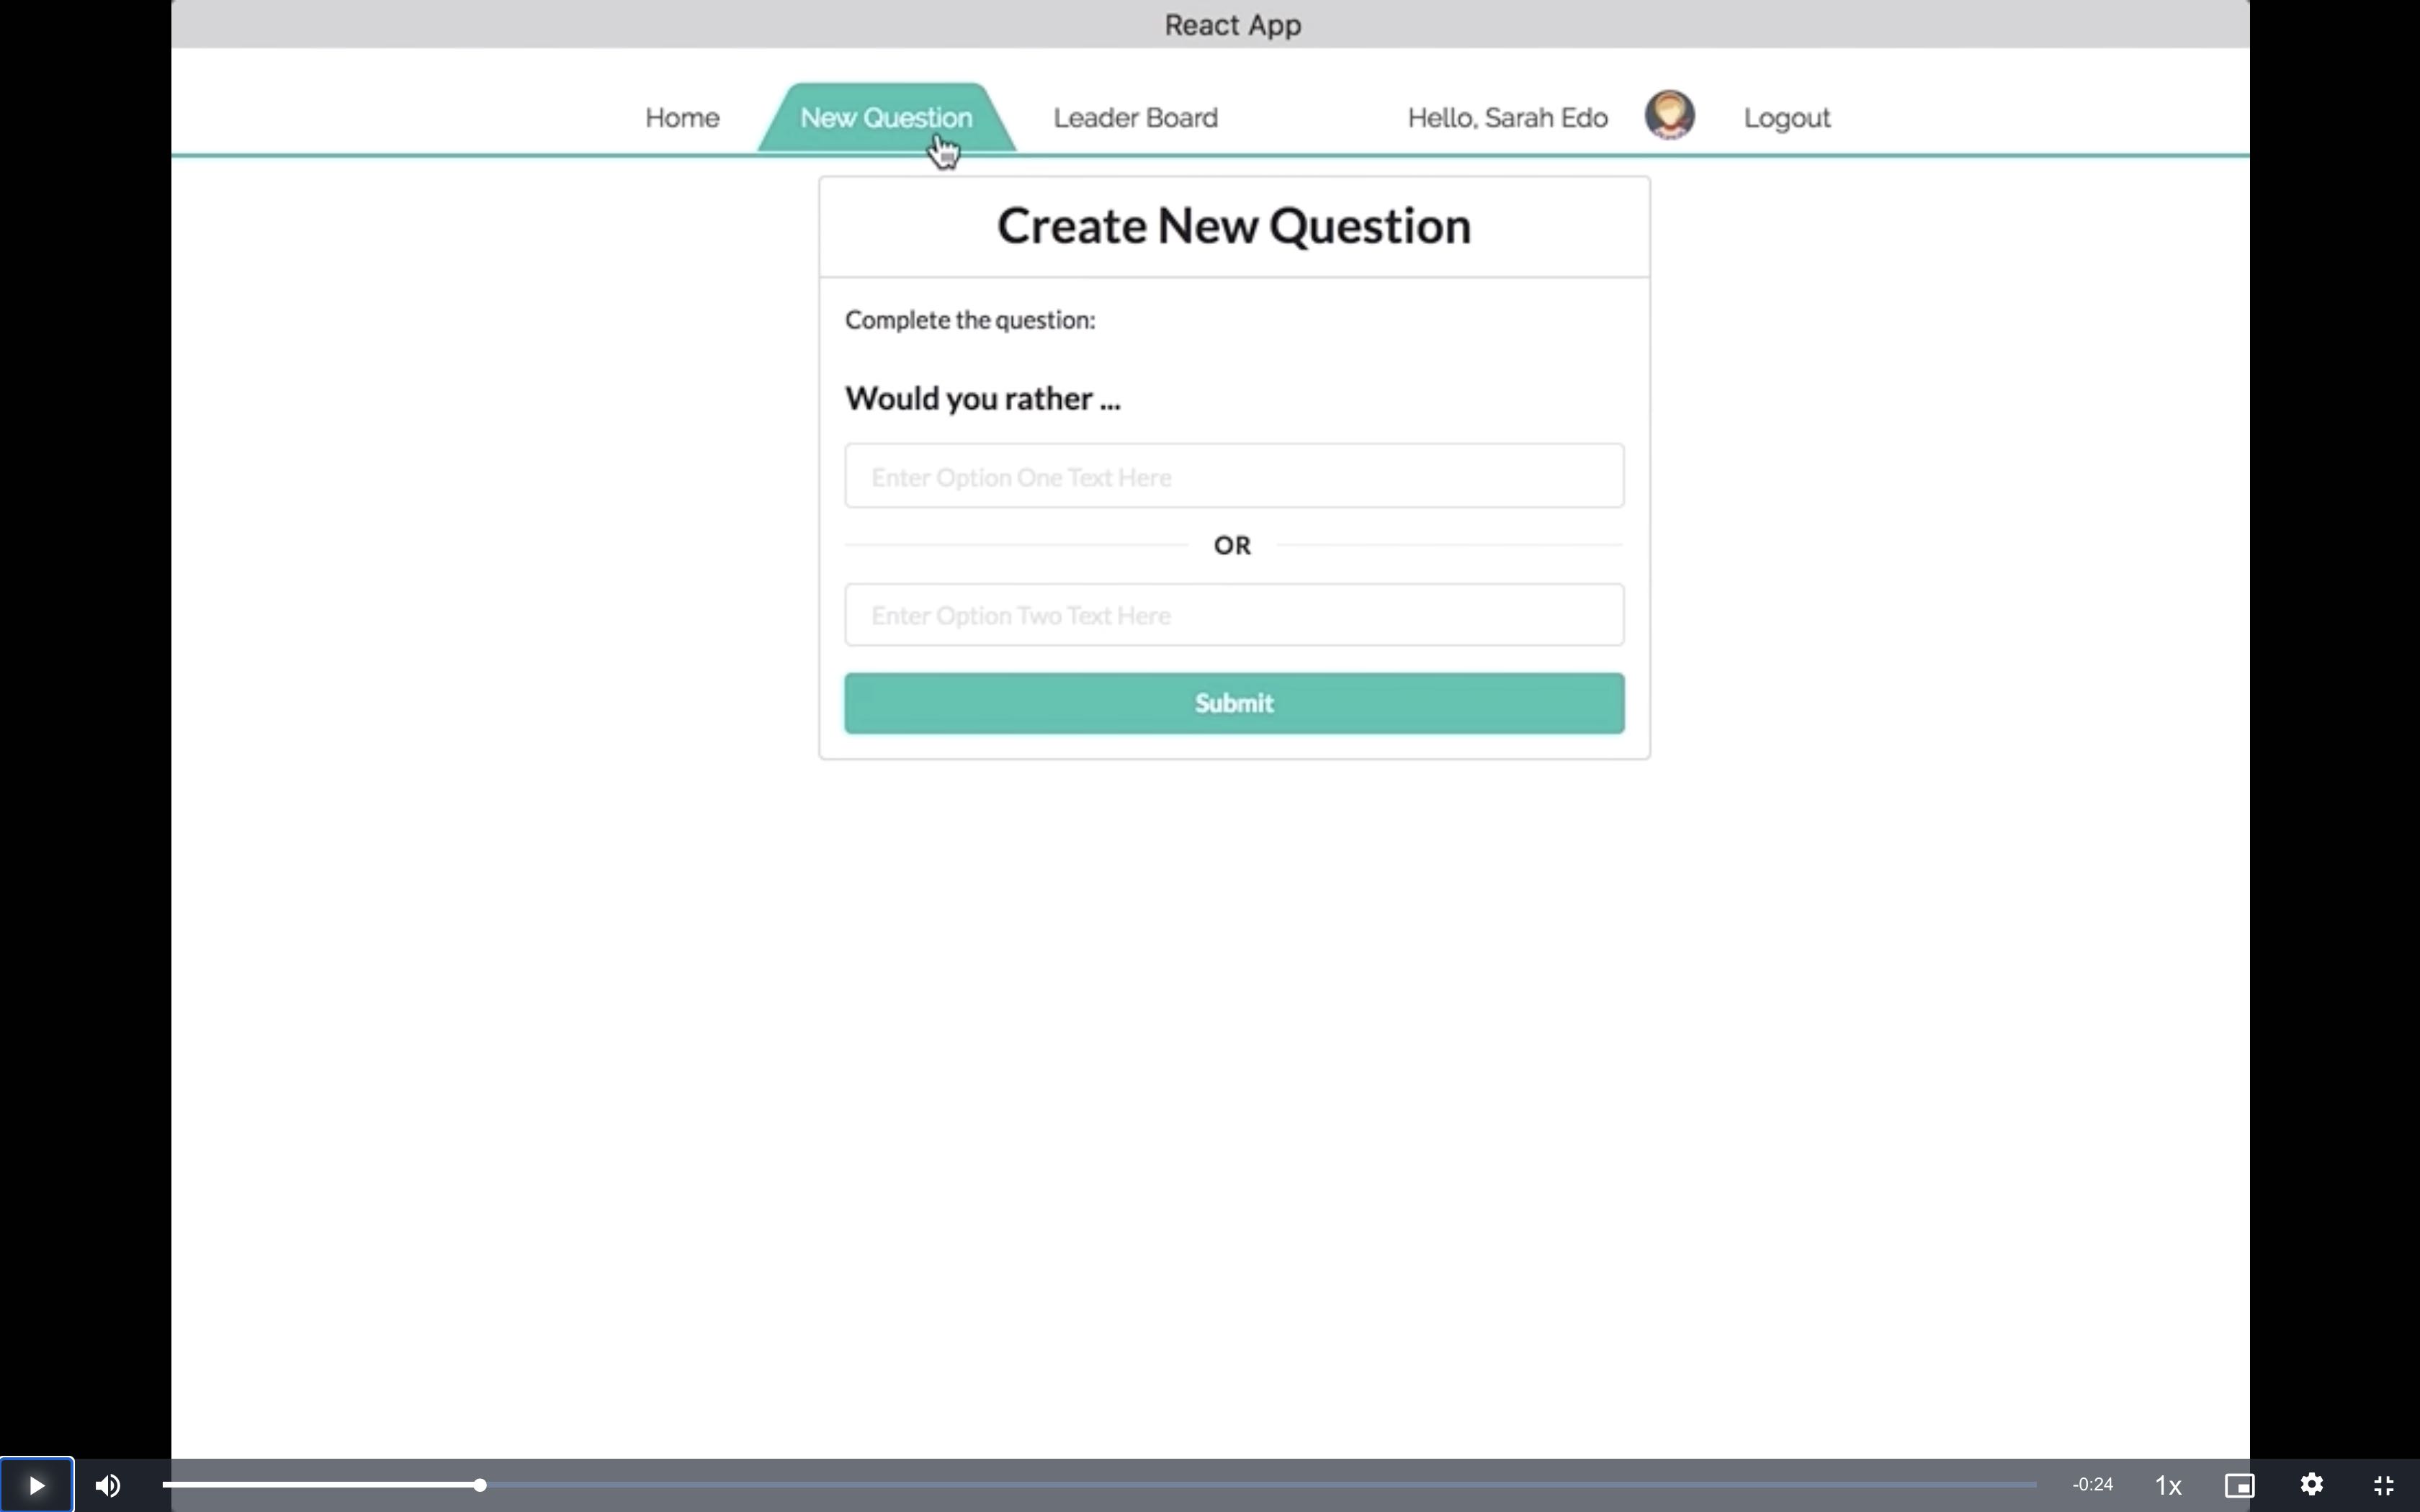 React App
Home New Question Leader Board Hello, Sarah Edo Logout
Create New Question
Complete the question:
Would you rather ...
Enter Option One Text Here
OR
Enter Option Two Text Here
Submit
-0:24 1x